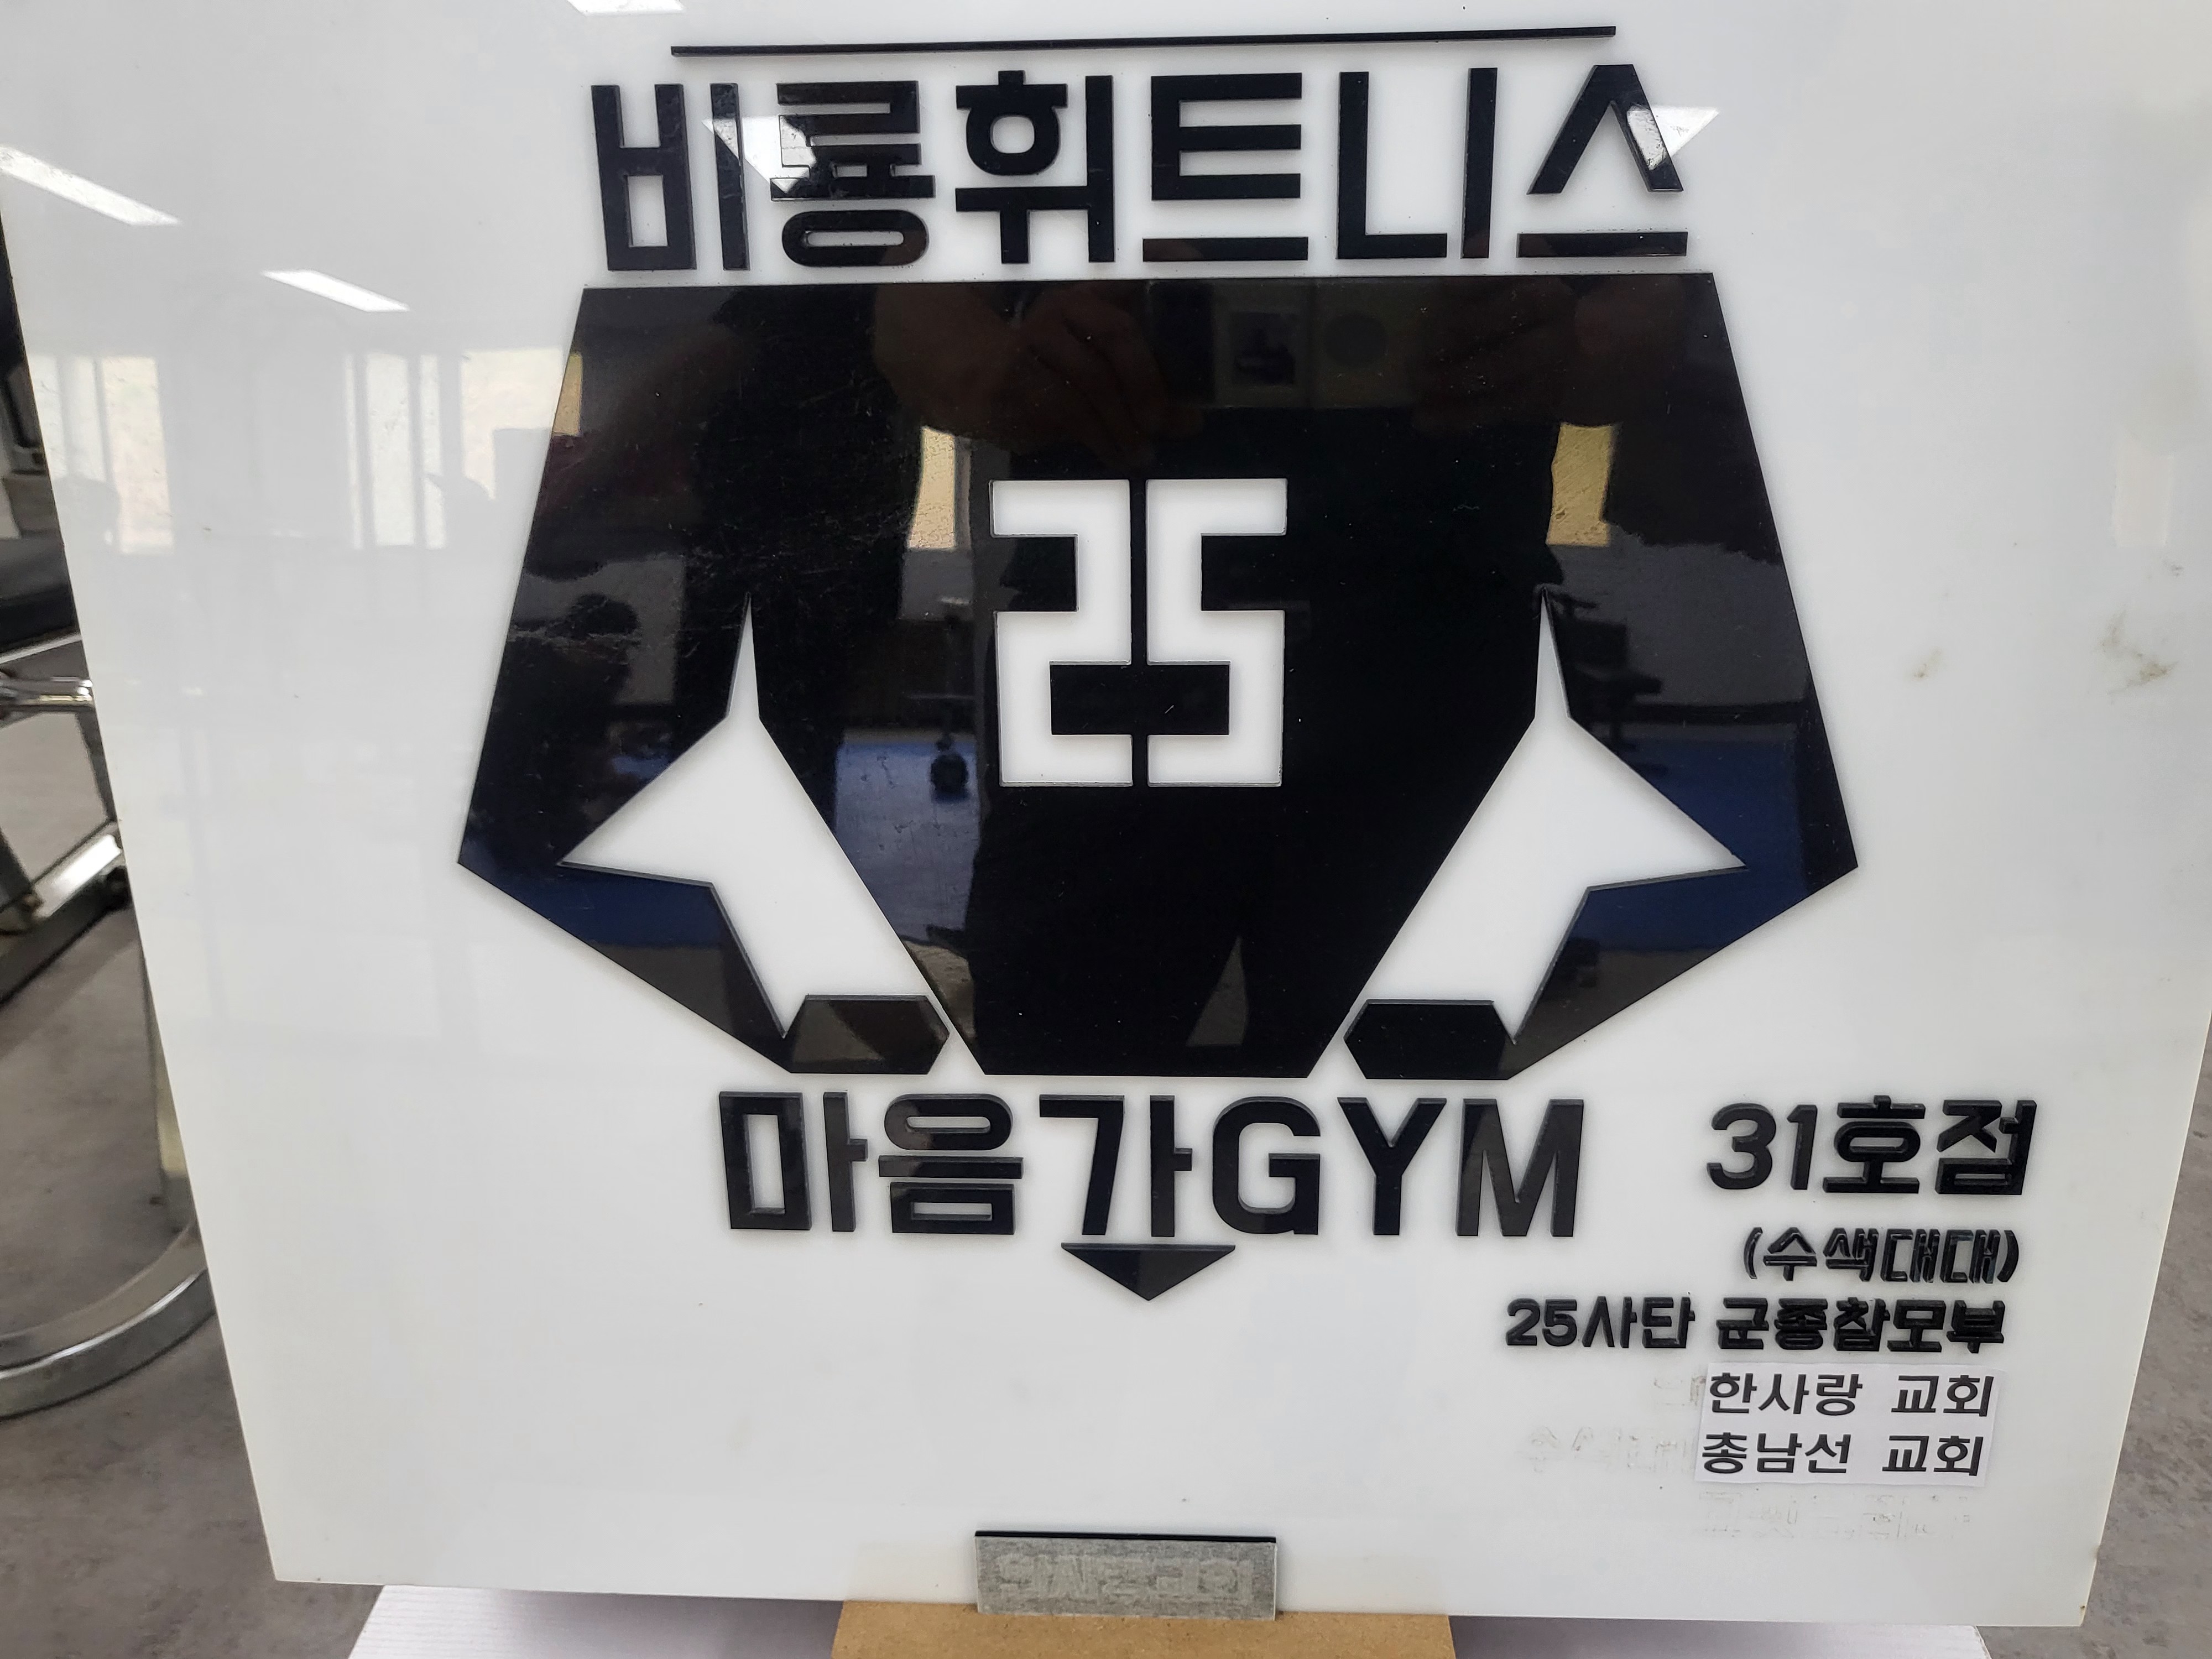 비룡휘트니스
25
마음가GYM
31호점
(수색대대)
25사단 군종참모부
한사랑 교회
총남선 교회